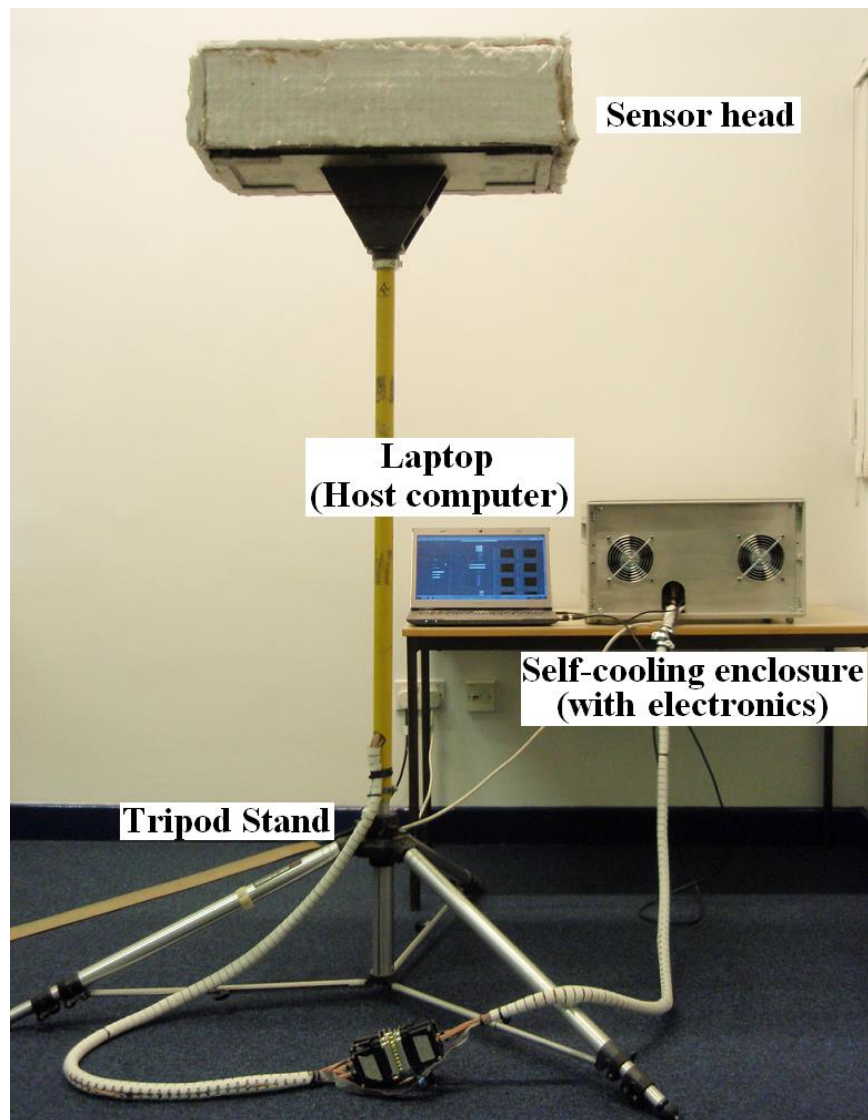 Sensor head
Laptop
(Host computer)
Self-cooling enclosure
(with electronics)
Tripod Stand